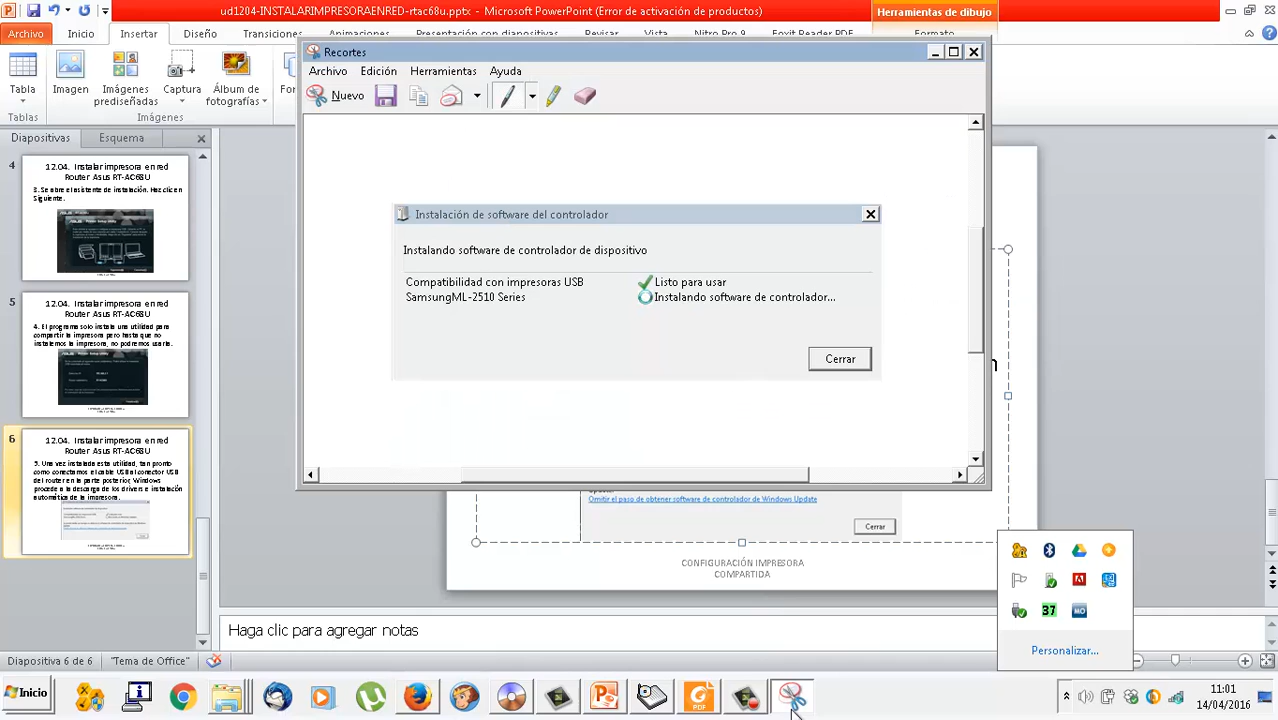 ud1204-INSTALARIMPRESORAENRED-rtac68u.pptx - Microsoft PowerPoint (Error de activación de productos)
Herramientas de dibujo
Archivo Inicio Insertar Diseño Transiciones Animaciones Presentación con diapositivas Revisar Vista Nitro Pro 9 Foxit Reader PDF Formato
Tabla
Imagen
Imágenes
prediseñadas
Captura
Álbum de
fotografías
Tablas
Imágenes
Diapositivas
Esquema
4
12.04. Instalar impresora en red
Router Asus RT-AC68U
3. Se abre el asistente de instalación. Haz clic en
Siguiente.
5
12.04. Instalar impresora en red
Router Asus RT-AC68U
4. El programa solo instala una utilidad para
compartir la impresora pero hasta que no
instalemos la impresora, no podremos usarla.
6
12.04. Instalar impresora en red
Router Asus RT-AC68U
5. Una vez instalada esta utilidad, tan pronto
como conectamos el cable USB al conector USB
del router en la parte posterior, Windows
procede a la descarga de los drivers e instalación
automática de la impresora.
Recortes
Archivo Edición Herramientas Ayuda
Nuevo
Instalación de software del controlador
Instalando software de controlador de dispositivo
Compatibilidad con impresoras USB Listo para usar
SamsungML-2510 Series Instalando software de controlador...
Cerrar
Omitir el paso de obtener software de controlador de Windows Update
Cerrar
CONFIGURACIÓN IMPRESORA
COMPARTIDA
Haga clic para agregar notas
37
MO
Personalizar...
Diapositiva 6 de 6 "Tema de Office"
Inicio
PDF
11:01
14/04/2016